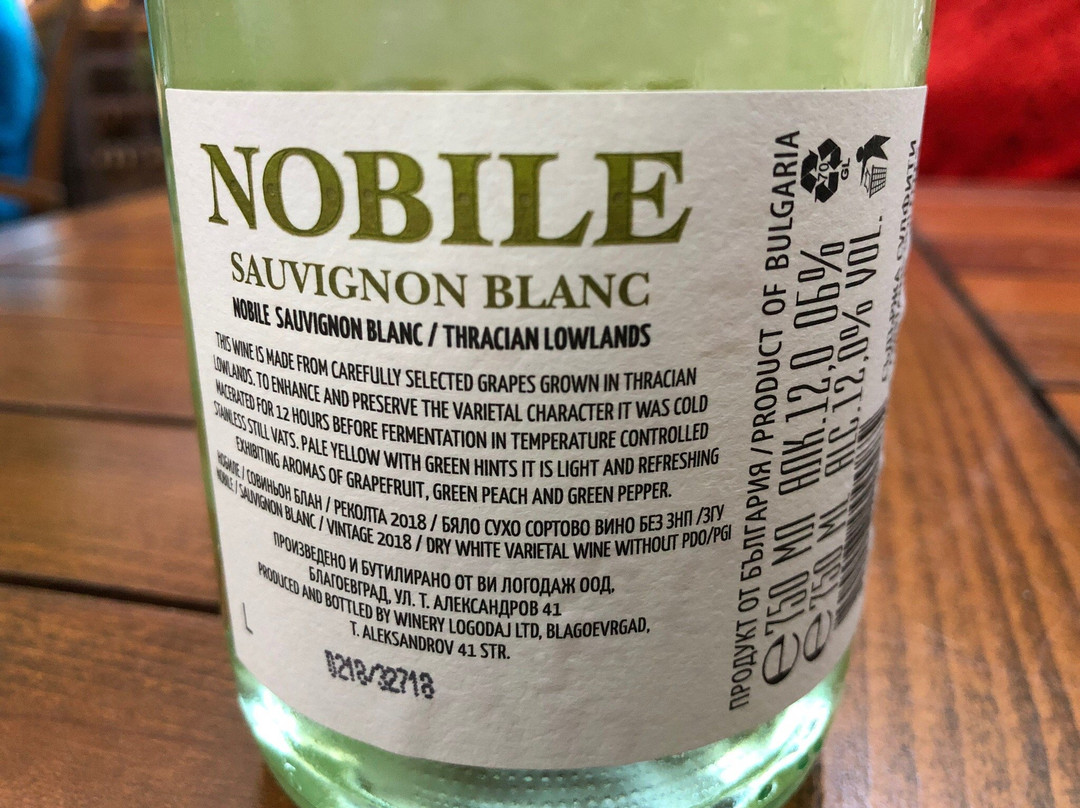 NOBILE
SAUVIGNON BLANC
NOBILE SAUVIGNON BLANC / THRACIAN LOWLANDS
THIS WINE IS MADE FROM CAREFULLY SELECTED GRAPES GROWN IN THRACIAN
LOWLANDS. TO ENHANCE AND PRESERVE THE VARIETAL CHARACTER IT WAS COLD
MACERATED FOR 12 HOURS BEFORE FERMENTATION IN TEMPERATURE CONTROLLED
STAINLESS STILL VATS. PALE YELLOW WITH GREEN HINTS IT IS LIGHT AND REFRESHING
EXHIBITING AROMAS OF GRAPEFRUIT, GREEN PEACH AND GREEN PEPPER.
НОБИЛЕ / СОВИНЬОН БЛАН / РЕКОЛТА 2018 / БЯЛО СУХО СОРТОВО ВИНО БЕЗ ЗНП /ЗГУ
NOBILE / SAUVIGNON BLANC / VINTAGE 2018 / DRY WHITE VARIETAL WINE WITHOUT PDO/PGI
ПРОИЗВЕДЕНО И БУТИЛИРАНО ОТ ВИ ЛОГОДАЖ ООД,
БЛАГОЕВГРАД, УЛ. Т. АЛЕКСАНДРОВ 41
PRODUCED AND BOTTLED BY WINERY LOGODAJ LTD, BLAGOEVRGAD,
T. ALEKSANDROV 41 STR.
L
0218/32718
ПРОДУКТ ОТ БЪЛГАРИЯ / PRODUCT OF BULGARIA
e 750 МЛ АЛК.12,0 ОБ%
e 750 ML ALC.12,0% VOL.
70
GL
СУЛФИТИ